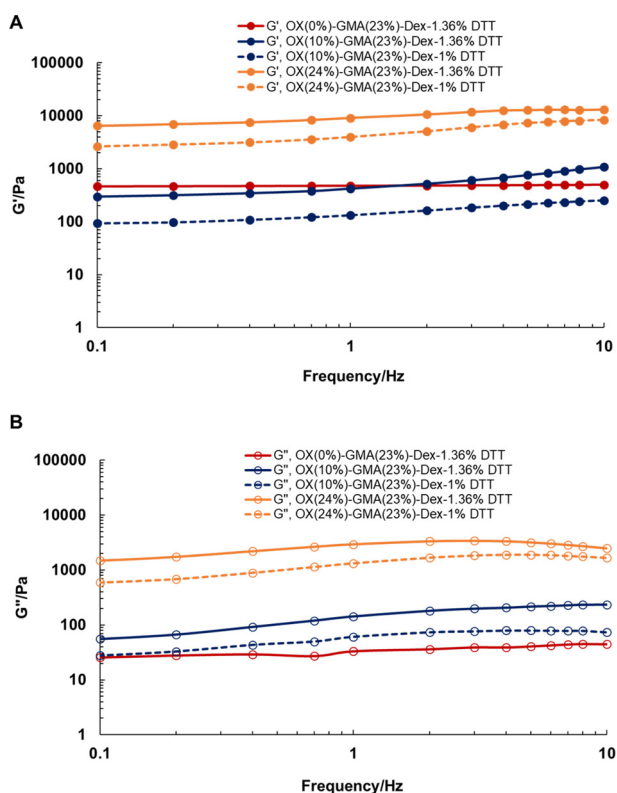 A
G', OX(0%)-GMA(23%)-Dex-1.36% DTT
G', OX(10%)-GMA(23%)-Dex-1.36% DTT
G', OX(10%)-GMA(23%)-Dex-1% DTT
G', OX(24%)-GMA(23%)-Dex-1.36% DTT
G', OX(24%)-GMA(23%)-Dex-1% DTT
100000
10000
1000
100
10
1
G'/Pa
0.1 1 10
Frequency/Hz
B
G'', OX(0%)-GMA(23%)-Dex-1.36% DTT
G'', OX(10%)-GMA(23%)-Dex-1.36% DTT
G'', OX(10%)-GMA(23%)-Dex-1% DTT
G'', OX(24%)-GMA(23%)-Dex-1.36% DTT
G'', OX(24%)-GMA(23%)-Dex-1% DTT
100000
10000
1000
100
10
1
G''/Pa
0.1 1 10
Frequency/Hz